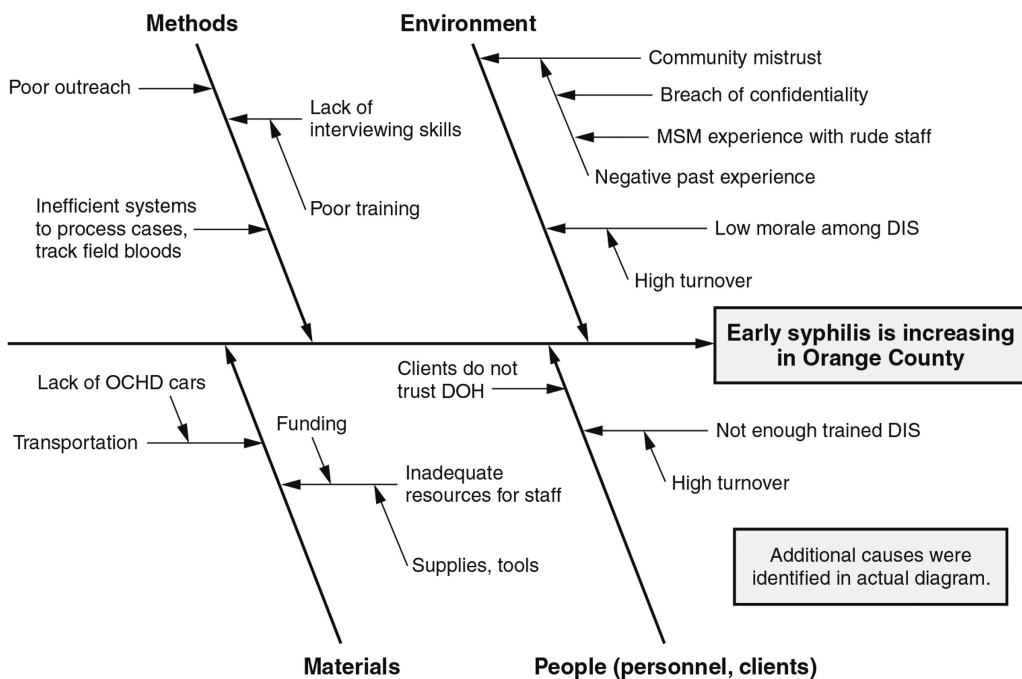 Methods
Environment
Poor outreach
Lack of
interviewing skills
Poor training
Inefficient systems
to process cases,
track field bloods
Community mistrust
Breach of confidentiality
MSM experience with rude staff
Negative past experience
Low morale among DIS
High turnover
Early syphilis is increasing
in Orange County
Lack of OCHD cars
Transportation
Funding
Inadequate
resources for staff
Supplies, tools
Clients do not
trust DOH
Not enough trained DIS
High turnover
Additional causes were
identified in actual diagram.
Materials
People (personnel, clients)